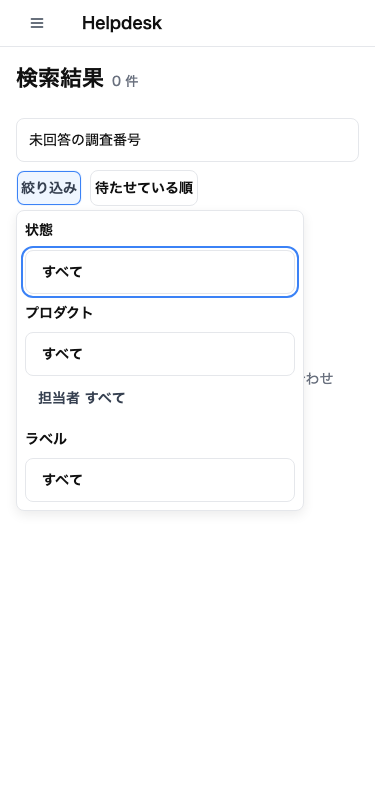 Helpdesk
検索結果 0 件
未回答の調査番号
絞り込み 待たせている順
状態
すべて
プロダクト
すべて
わせ
担当者 すべて
ラベル
すべて